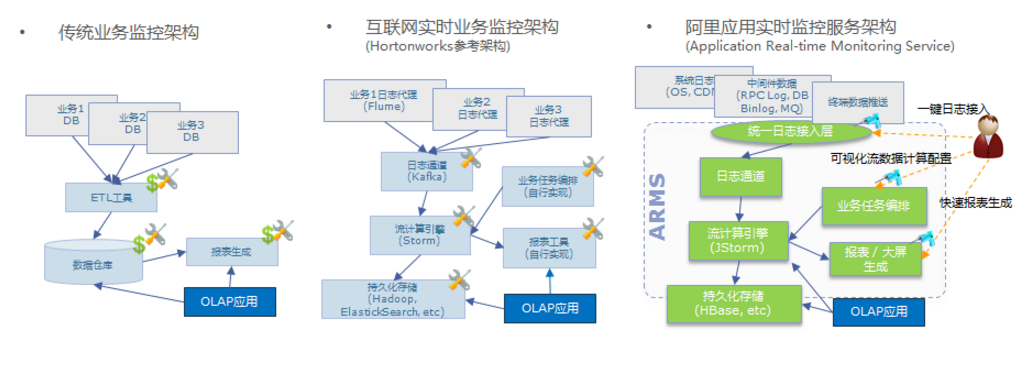 • 传统业务监控架构
业务1
DB
业务2
DB
业务3
DB
ETL工具
$
数据仓库
$
报表生成
$
OLAP应用
• 互联网实时业务监控架构
(Hortonworks参考架构)
业务1日志代理
(Flume)
业务2
日志代理
业务3
日志代理
日志通道
(Kafka)
业务任务编排
(自行实现)
流计算引擎
(Storm)
报表工具
(自行实现)
持久化存储
(Hadoop,
ElastickSearch, etc)
OLAP应用
• 阿里应用实时监控服务架构
(Application Real-time Monitoring Service)
系统日志
(OS, CDN
中间件数据
(RPC Log, DB
Binlog, MQ)
终端数据推送
一键日志接入
统一日志接入层
可视化流数据计算配置
日志通道
快速报表生成
业务任务编排
ARMS
流计算引擎
(JStorm)
报表 / 大屏
生成
持久化存储
(HBase, etc)
OLAP应用